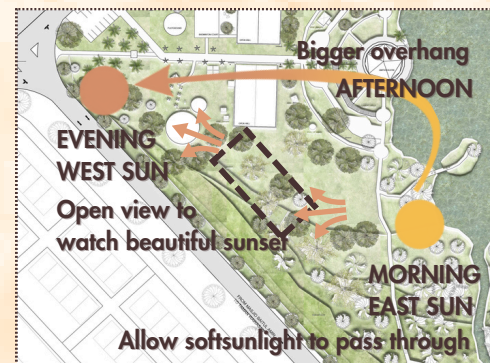 Bigger overhang
AFTERNOON
EVENING
WEST SUN
Open view to
watch beautiful sunset
MORNING
EAST SUN
Allow softsunlight to pass through